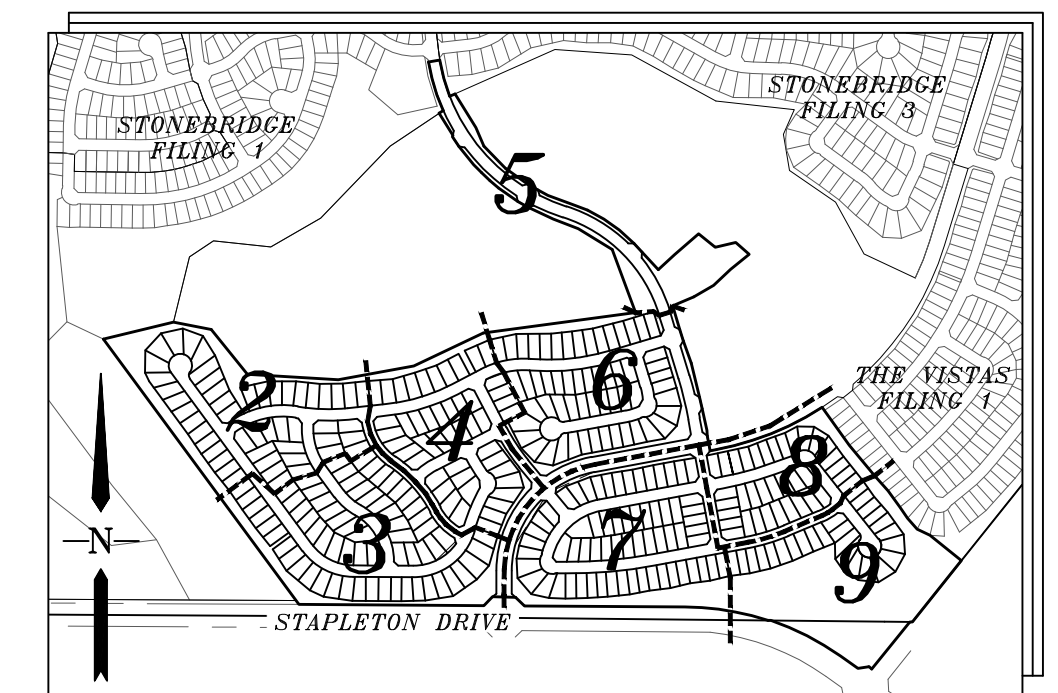 STONEBRIDGE
FILING 3
STONEBRIDGE
FILING 1
5
6
THE VISTAS
FILING 1
2
4
8
7
3
N
9
STAPLETON DRIVE